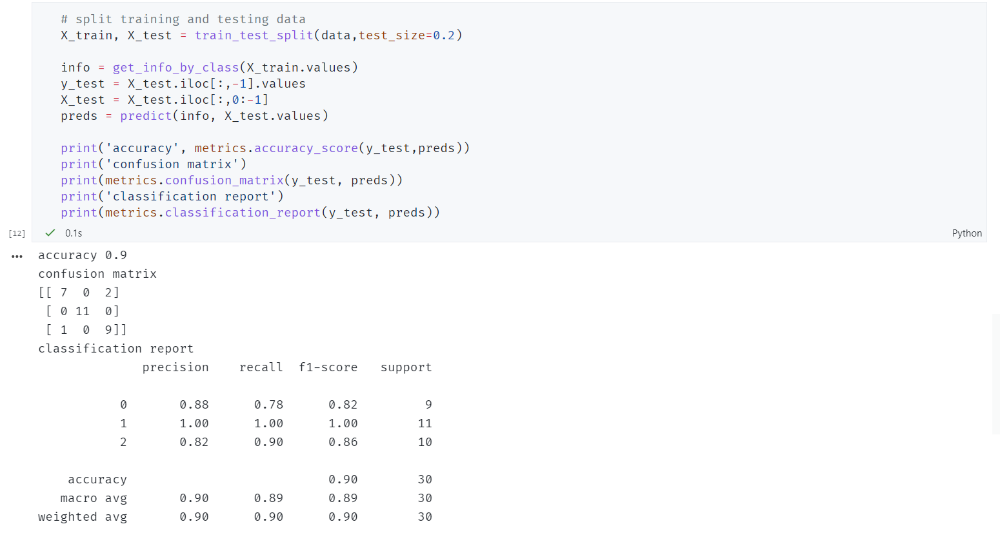 # split training and testing data
X_train, X_test = train_test_split(data,test_size=0.2)
info = get_info_by_class(X_train.values)
y_test = X_test.iloc[:,-1].values
X_test = X_test.iloc[:,0:-1]
preds = predict(info, X_test.values)
print('accuracy', metrics.accuracy_score(y_test,preds))
print('confusion matrix')
print(metrics.confusion_matrix(y_test, preds))
print('classification report')
print(metrics.classification_report(y_test, preds))
[12] ✓ 0.1s Python
... accuracy 0.9
confusion matrix
[[ 7  0  2]
 [ 0 11  0]
 [ 1  0  9]]
classification report
              precision    recall  f1-score   support
           0       0.88      0.78      0.82         9
           1       1.00      1.00      1.00        11
           2       0.82      0.90      0.86        10
    accuracy                           0.90        30
   macro avg       0.90      0.89      0.89        30
weighted avg       0.90      0.90      0.90        30